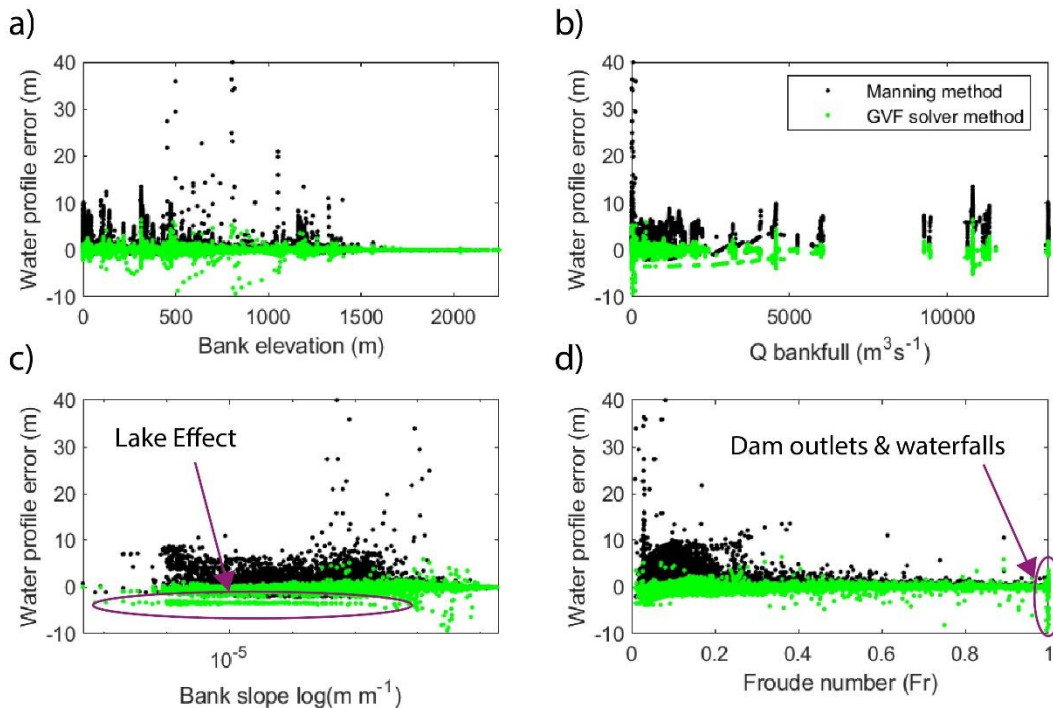 a)
40
30
20
10
0
-10
Water profile error (m)
0 500 1000 1500 2000
Bank elevation (m)
b)
40
30
20
10
0
-10
Water profile error (m)
Manning method
GVF solver method
0 5000 10000
Q bankfull (m³s⁻¹)
c)
40
30
20
10
0
-10
Water profile error (m)
Lake Effect
10⁻⁵
Bank slope log(m m⁻¹)
d)
40
30
20
10
0
-10
Water profile error (m)
Dam outlets & waterfalls
0 0.2 0.4 0.6 0.8 1
Froude number (Fr)